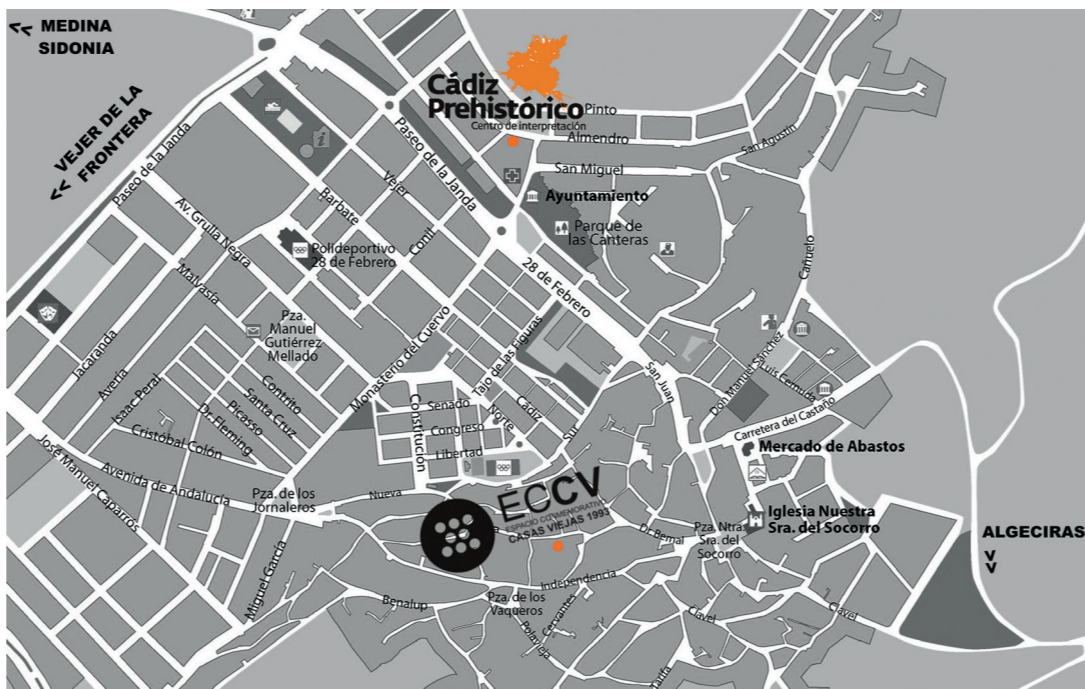 << MEDINA
SIDONIA
VEJER DE LA
<< FRONTERA
Cádiz
Prehistórico
Centro de interpretación
Pinto
Almendro
San Miguel
San Agustín
Paseo de la Janda
Paseo de la Janda
Ayuntamiento
Parque de
las Canteras
Vejer
Barbate
Conil
Av. Grulla Negra
Polideportivo
28 de Febrero
28 de Febrero
Cañuelo
Malvasía
Pza.
Manuel
Gutiérrez
Mellado
Jacaranda
Avefría
Monasterio del Cuervo
Tajo de las Figuras
San Juan
Don Manuel Sánchez
Luis Cernuda
Isaac Peral
Contrito
Santa Cruz
Picasso
Dr. Fleming
Cristóbal Colón
Constitución
Senado
Congreso
Libertad
Norte
Cádiz
Sur
Carretera del Castaño
Mercado de Abastos
José Manuel Caparrós
Avenida de Andalucía
Pza. de los
Jornaleros
Nueva
ECCV
ESPACIO CONMEMORATIVO
CASAS VIEJAS 1993
Dr. Bernal
Pza. Ntra.
Sra. del
Socorro
Iglesia Nuestra
Sra. del Socorro
ALGECIRAS
>>
Miguel García
Benalup
Independencia
Pza. de los
Vaqueros
Cervantes
Polavieja
Clavel
Clavel
Tarifa